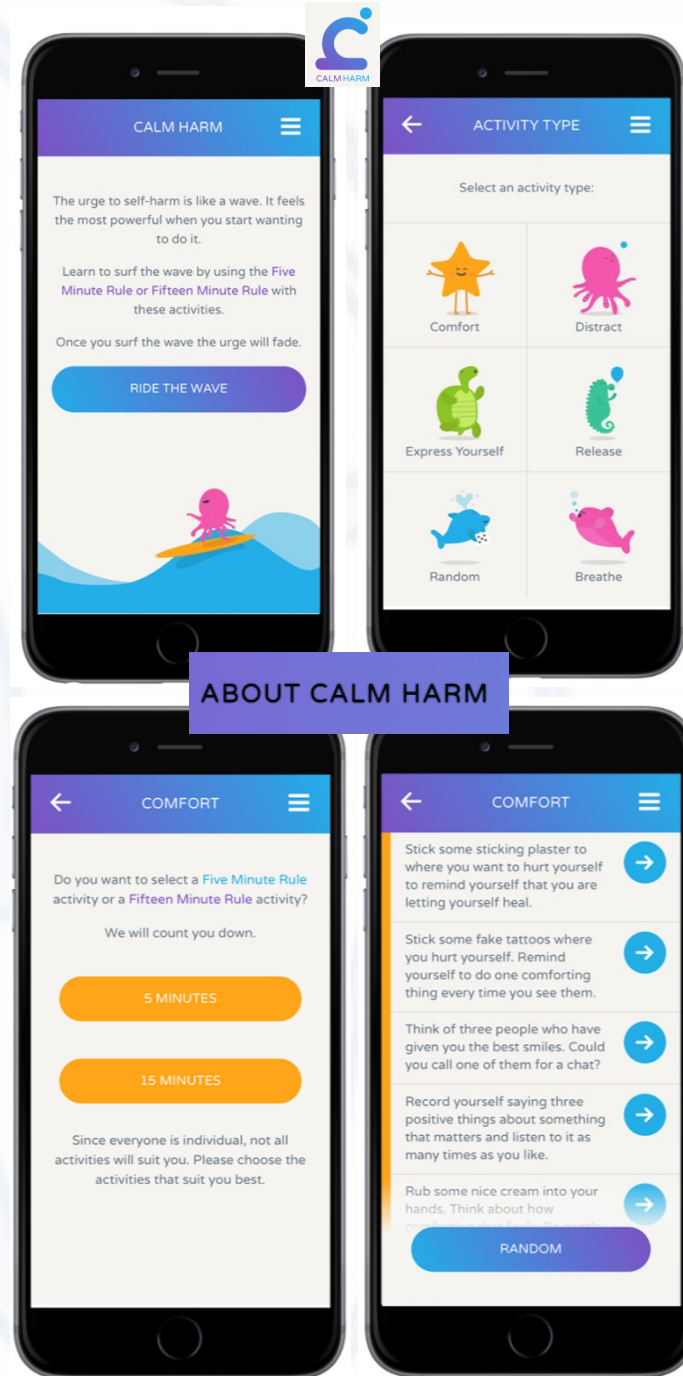 CALM HARM
CALM HARM
The urge to self-harm is like a wave. It feels
the most powerful when you start wanting
to do it.
Learn to surf the wave by using the Five
Minute Rule or Fifteen Minute Rule with
these activities.
Once you surf the wave the urge will fade.
RIDE THE WAVE
ACTIVITY TYPE
Select an activity type:
Comfort
Distract
Express Yourself
Release
Random
Breathe
ABOUT CALM HARM
COMFORT
Do you want to select a Five Minute Rule
activity or a Fifteen Minute Rule activity?
We will count you down.
5 MINUTES
15 MINUTES
Since everyone is individual, not all
activities will suit you. Please choose the
activities that suit you best.
COMFORT
Stick some sticking plaster to
where you want to hurt yourself
to remind yourself that you are
letting yourself heal.
Stick some fake tattoos where
you hurt yourself. Remind
yourself to do one comforting
thing every time you see them.
Think of three people who have
given you the best smiles. Could
you call one of them for a chat?
Record yourself saying three
positive things about something
that matters and listen to it as
many times as you like.
Rub some nice cream into your
hands. Think about how
RANDOM